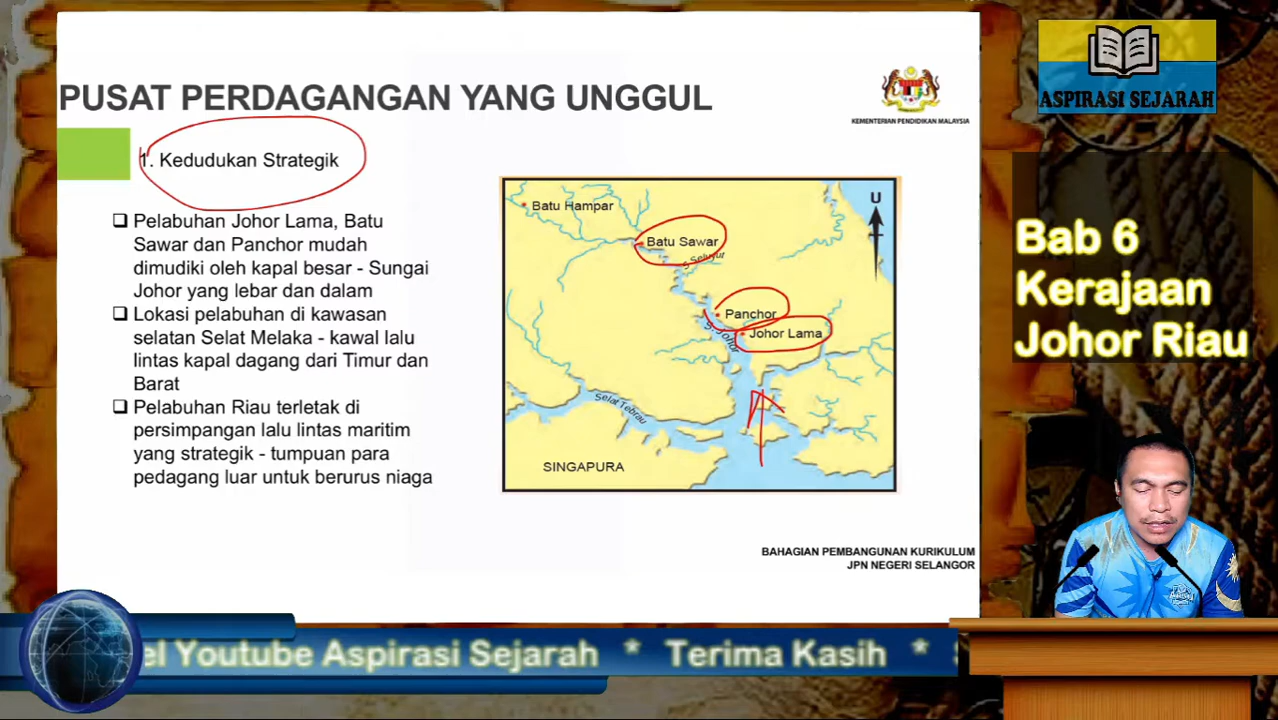 PUSAT PERDAGANGAN YANG UNGGUL
KEMENTERIAN PENDIDIKAN MALAYSIA
1. Kedudukan Strategik
Pelabuhan Johor Lama, Batu
Sawar dan Panchor mudah
dimudiki oleh kapal besar - Sungai
Johor yang lebar dan dalam
Lokasi pelabuhan di kawasan
selatan Selat Melaka - kawal lalu
lintas kapal dagang dari Timur dan
Barat
Pelabuhan Riau terletak di
persimpangan lalu lintas maritim
yang strategik - tumpuan para
pedagang luar untuk berurus niaga
Batu Hampar
Batu Sawar
S. Seluyut
Panchor
Johor Lama
S. Johor
Selat Tebrau
SINGAPURA
U
BAHAGIAN PEMBANGUNAN KURIKULUM
JPN NEGERI SELANGOR
ASPIRASI SEJARAH
Bab 6
Kerajaan
Johor Riau
el Youtube Aspirasi Sejarah * Terima Kasih *